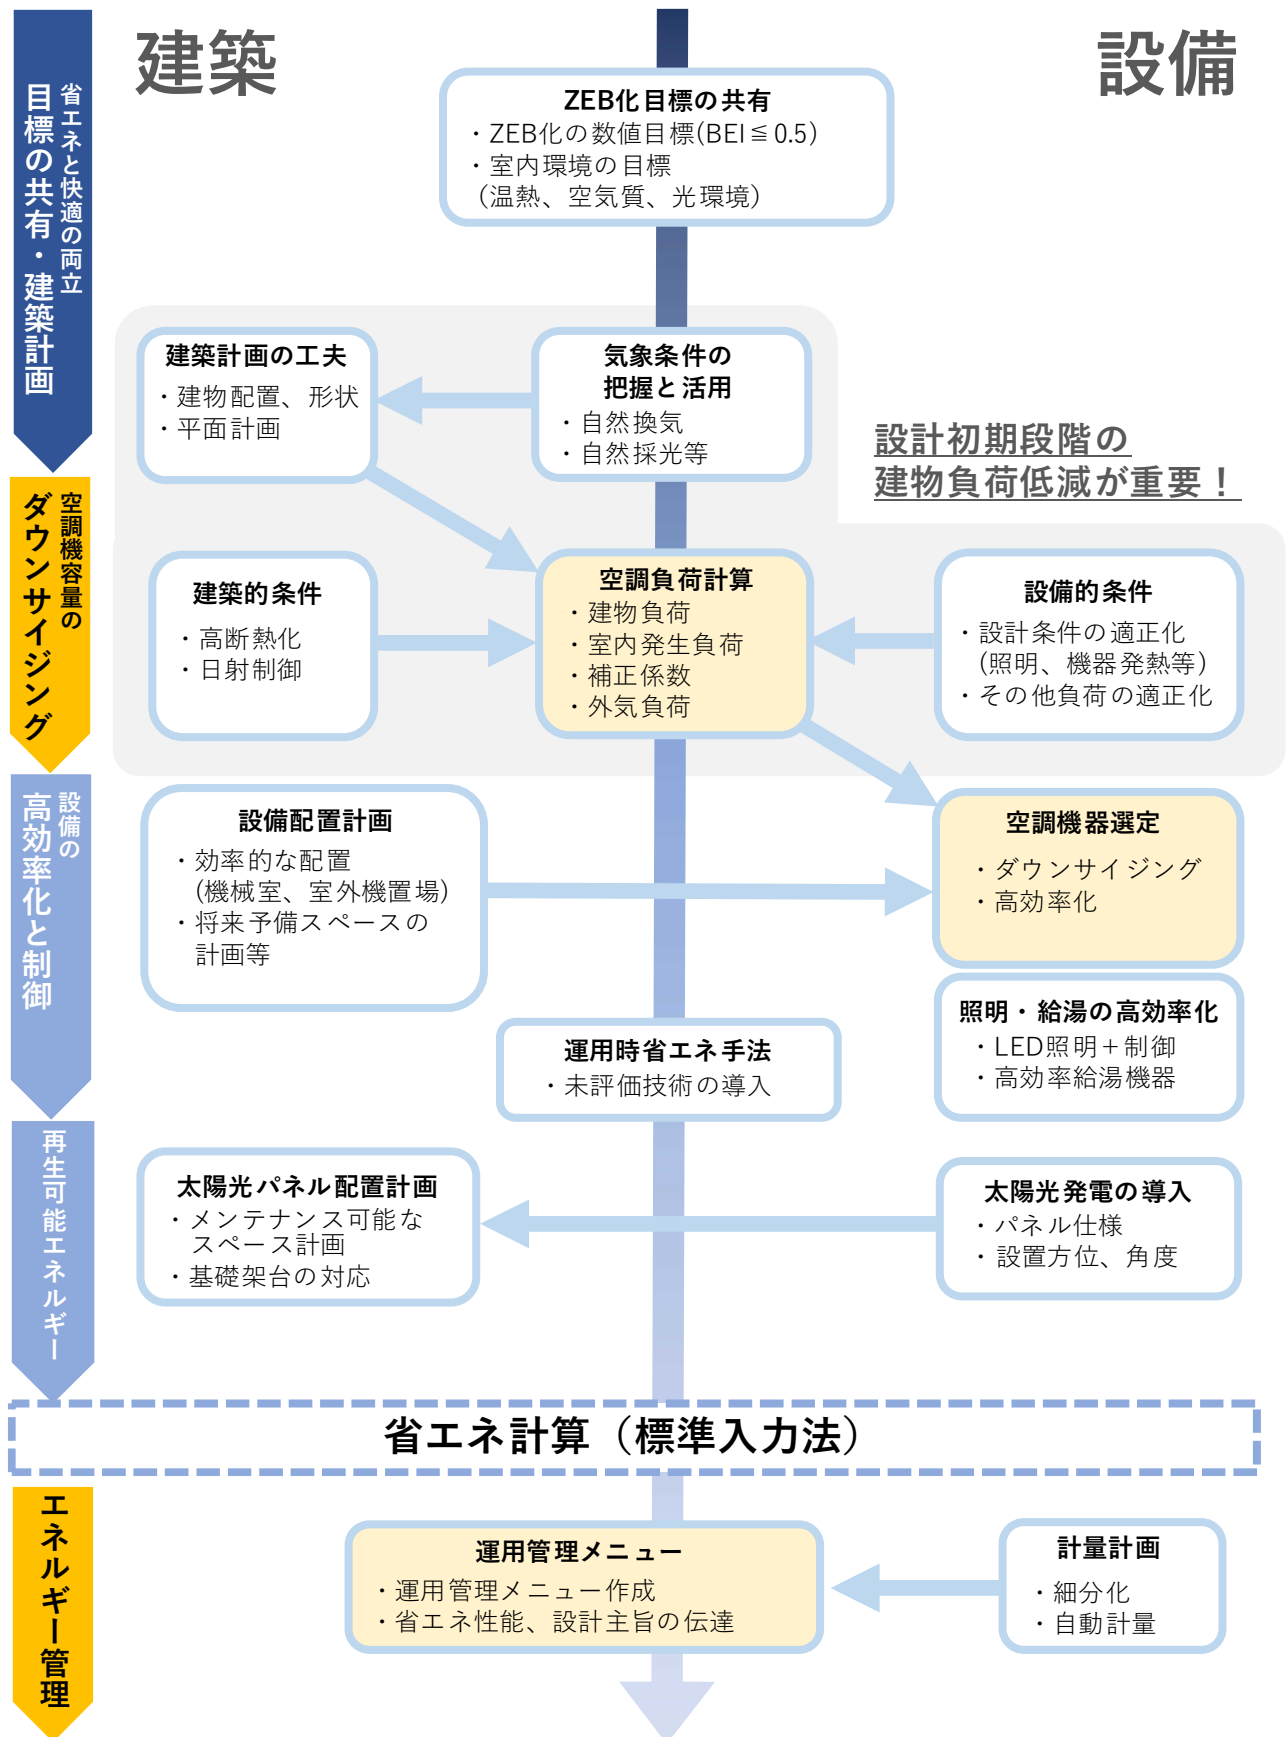 建築
設備
省エネと快適の両立
目標の共有・建築計画
ZEB化目標の共有
・ZEB化の数値目標(BEI≦0.5)
・室内環境の目標
（温熱、空気質、光環境）
建築計画の工夫
・建物配置、形状
・平面計画
気象条件の
把握と活用
・自然換気
・自然採光等
設計初期段階の
建物負荷低減が重要！
空調機容量の
ダウンサイジング
建築的条件
・高断熱化
・日射制御
空調負荷計算
・建物負荷
・室内発生負荷
・補正係数
・外気負荷
設備的条件
・設計条件の適正化
（照明、機器発熱等）
・その他負荷の適正化
設備の
高効率化と制御
設備配置計画
・効率的な配置
(機械室、室外機置場)
・将来予備スペースの
計画等
空調機器選定
・ダウンサイジング
・高効率化
照明・給湯の高効率化
・LED照明＋制御
・高効率給湯機器
運用時省エネ手法
・未評価技術の導入
再生可能エネルギー
太陽光パネル配置計画
・メンテナンス可能な
スペース計画
・基礎架台の対応
太陽光発電の導入
・パネル仕様
・設置方位、角度
省エネ計算（標準入力法）
エネルギー管理
運用管理メニュー
・運用管理メニュー作成
・省エネ性能、設計主旨の伝達
計量計画
・細分化
・自動計量